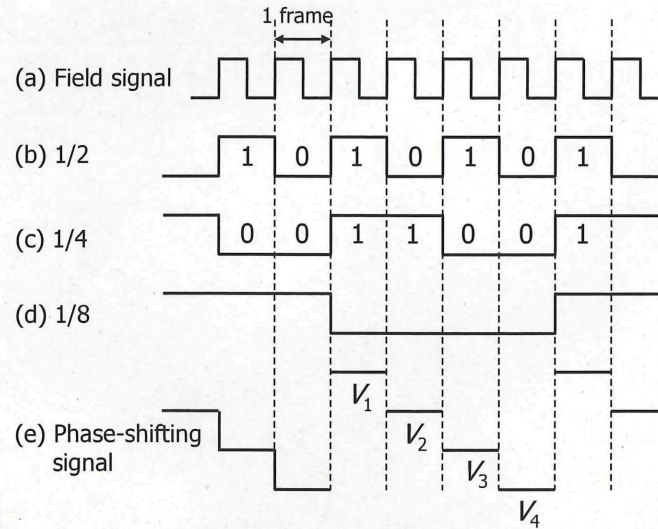 1 frame
(a) Field signal
(b) 1/2
1 0 1 0 1 0 1
(c) 1/4
0 0 1 1 0 0 1
(d) 1/8
V1
V2
(e) Phase-shifting
signal
V3
V4